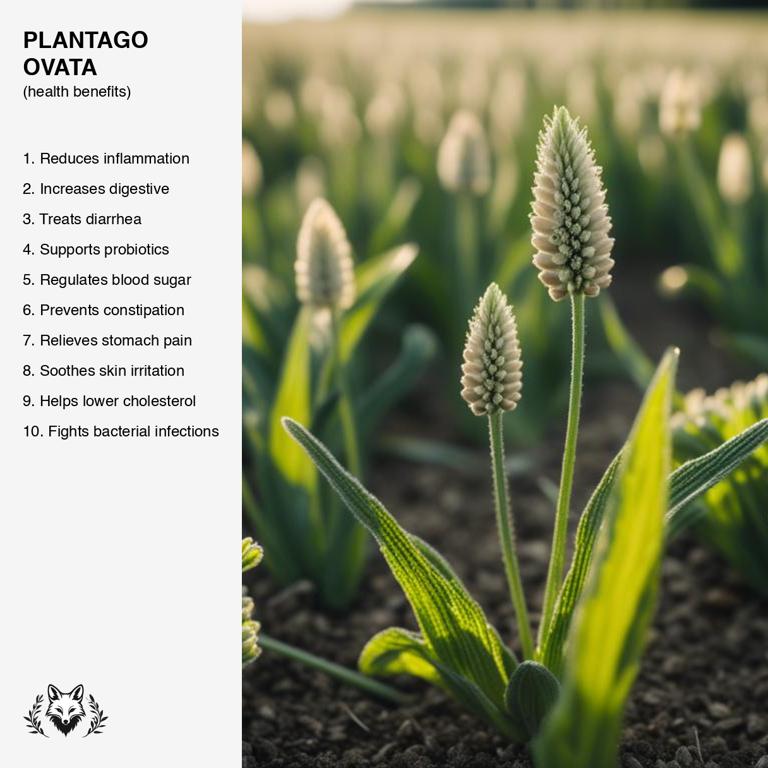 PLANTAGO
OVATA
(health benefits)
1. Reduces inflammation
2. Increases digestive
3. Treats diarrhea
4. Supports probiotics
5. Regulates blood sugar
6. Prevents constipation
7. Relieves stomach pain
8. Soothes skin irritation
9. Helps lower cholesterol
10. Fights bacterial infections